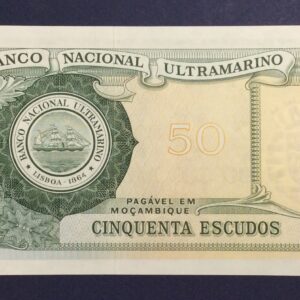 BANCO NACIONAL ULTRAMARINO
BANCO NACIONAL ULTRAMARINO
LISBOA - 1864
50
PAGÁVEL EM
MOÇAMBIQUE
CINQUENTA ESCUDOS